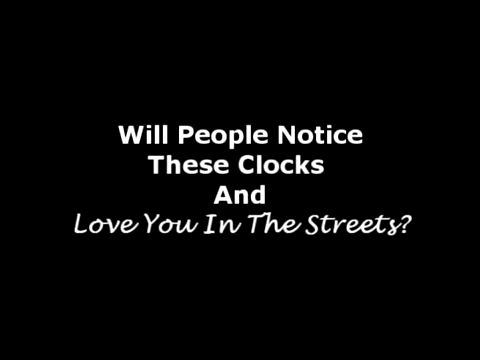 Will People Notice
These Clocks
And
Love You In The Streets?